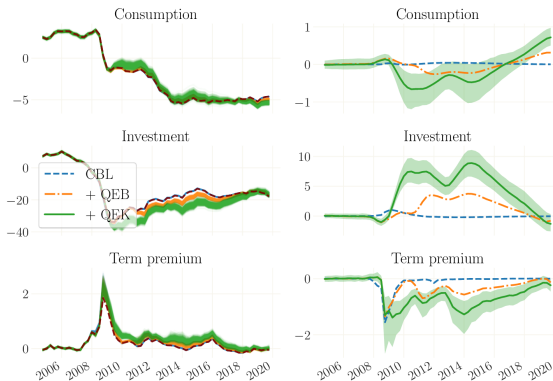 Consumption
Consumption
0
−5
1
0
−1
Investment
Investment
0
−20
−40
CBL
+ QEB
+ QEK
10
5
0
Term premium
Term premium
2
0
0
−2
2006 2008 2010 2012 2014 2016 2018 2020
2006 2008 2010 2012 2014 2016 2018 2020